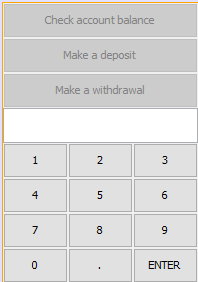 Check account balance
Make a deposit
Make a withdrawal
1 2 3
4 5 6
7 8 9
0 . ENTER